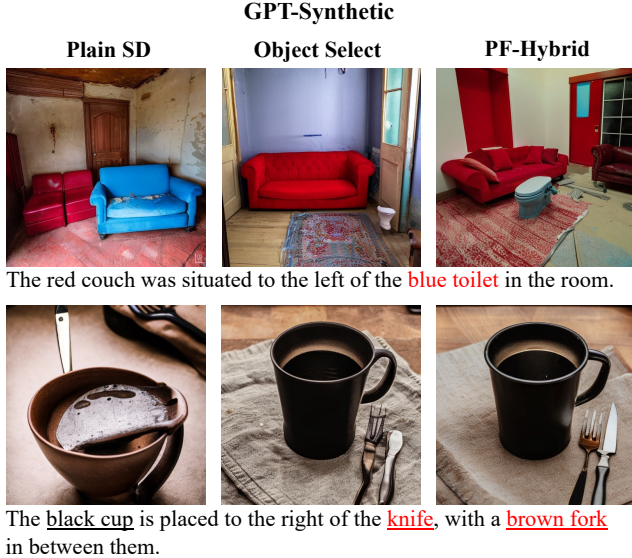 GPT-Synthetic
Plain SD Object Select PF-Hybrid
The red couch was situated to the left of the blue toilet in the room.
The black cup is placed to the right of the knife, with a brown fork
in between them.